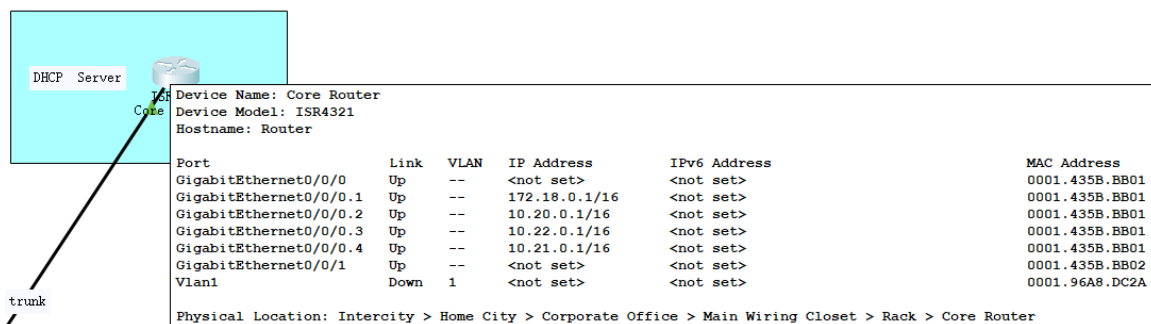 DHCP Server
ISR
Core
trunk
Device Name: Core Router
Device Model: ISR4321
Hostname: Router
Port Link VLAN IP Address IPv6 Address MAC Address
GigabitEthernet0/0/0 Up -- <not set> <not set> 0001.435B.BB01
GigabitEthernet0/0/0.1 Up -- 172.18.0.1/16 <not set> 0001.435B.BB01
GigabitEthernet0/0/0.2 Up -- 10.20.0.1/16 <not set> 0001.435B.BB01
GigabitEthernet0/0/0.3 Up -- 10.22.0.1/16 <not set> 0001.435B.BB01
GigabitEthernet0/0/0.4 Up -- 10.21.0.1/16 <not set> 0001.435B.BB01
GigabitEthernet0/0/1 Up -- <not set> <not set> 0001.435B.BB02
Vlan1 Down 1 <not set> <not set> 0001.96A8.DC2A
Physical Location: Intercity > Home City > Corporate Office > Main Wiring Closet > Rack > Core Router